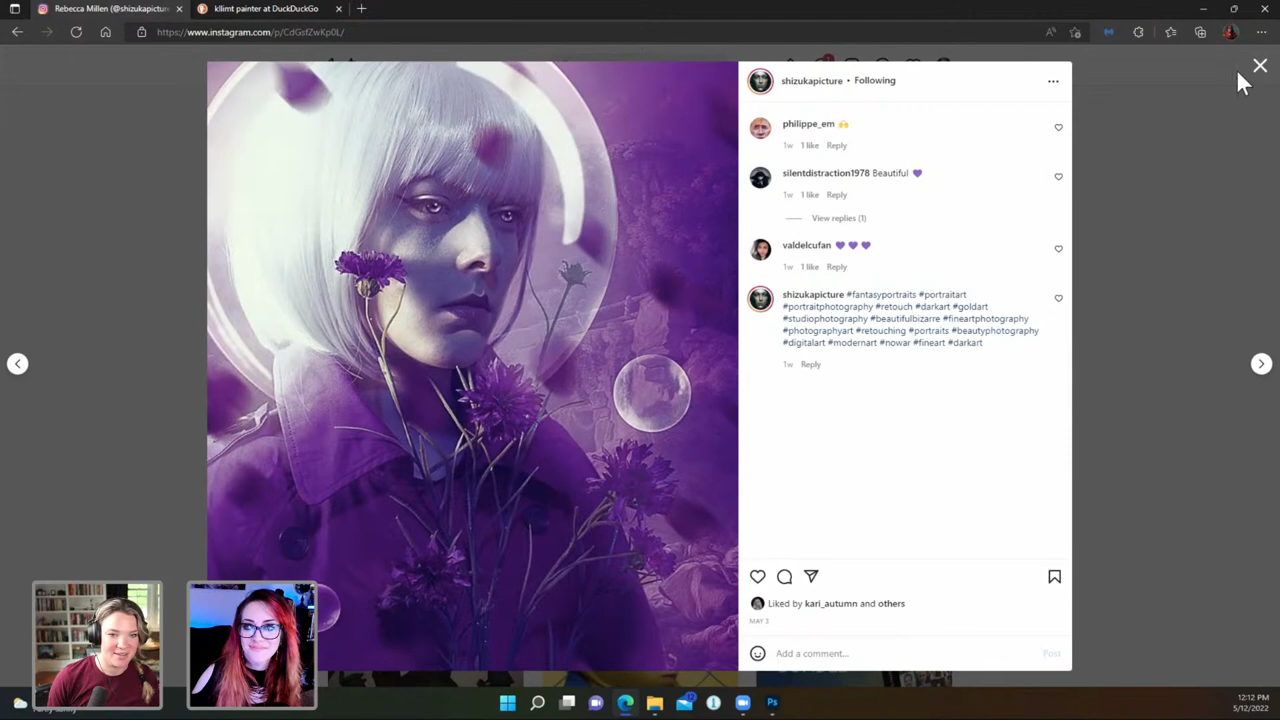 Rebecca Millen (@shizukapictur
kllimt painter at DuckDuckGo
https://www.instagram.com/p/CdGsfZwKp0L/
shizukapicture • Following
philippe_em 🙌
1w 1 like Reply
silentdistraction1978 Beautiful 💜
1w 1 like Reply
View replies (1)
valdelcufan 💜 💜 💜
1w 1 like Reply
shizukapicture #fantasyportraits #portraitart
#portraitphotography #retouch #darkart #goldart
#studiophotography #beautifulbizarre #fineartphotography
#photographyart #retouching #portraits #beautyphotography
#digitalart #modernart #nowar #fineart #darkart
1w Reply
Liked by kari_autumn and others
MAY 3
Add a comment...
Post
12:12 PM
5/12/2022